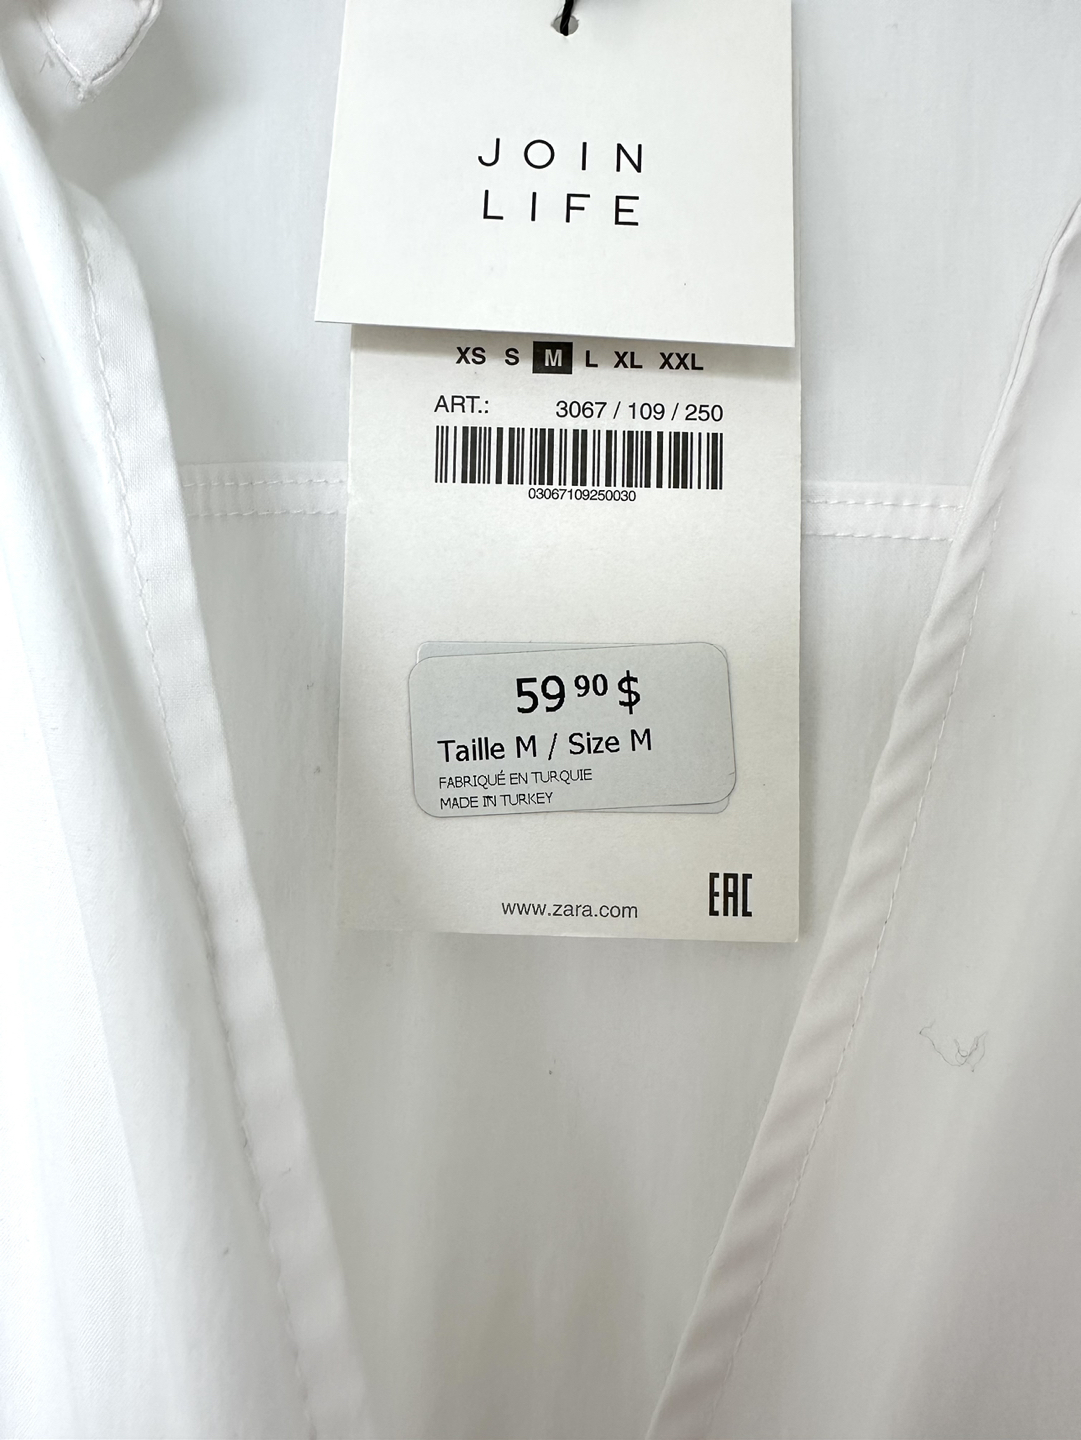 JOIN
LIFE
XS S M L XL XXL
ART.: 3067 / 109 / 250
03067109250030
59 90 $
Taille M / Size M
FABRIQUÉ EN TURQUIE
MADE IN TURKEY
www.zara.com
EAC